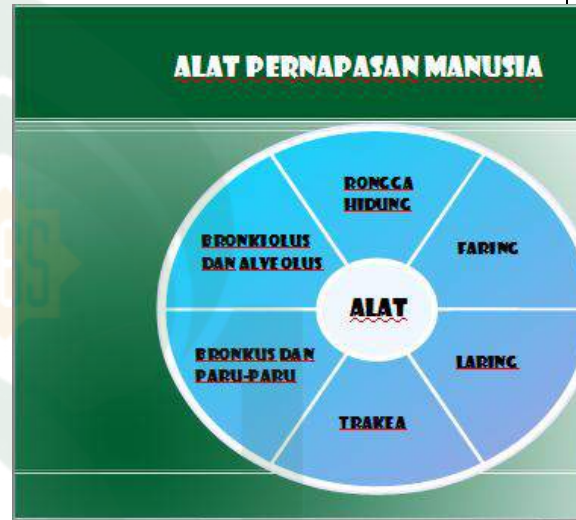 ALAT PERNAPASAN MANUSIA
RONGGA
HIDUNG
FARING
LARING
TRAKEA
BRONKUS DAN
PARU-PARU
BRONKIOLUS
DAN ALVEOLUS
ALAT